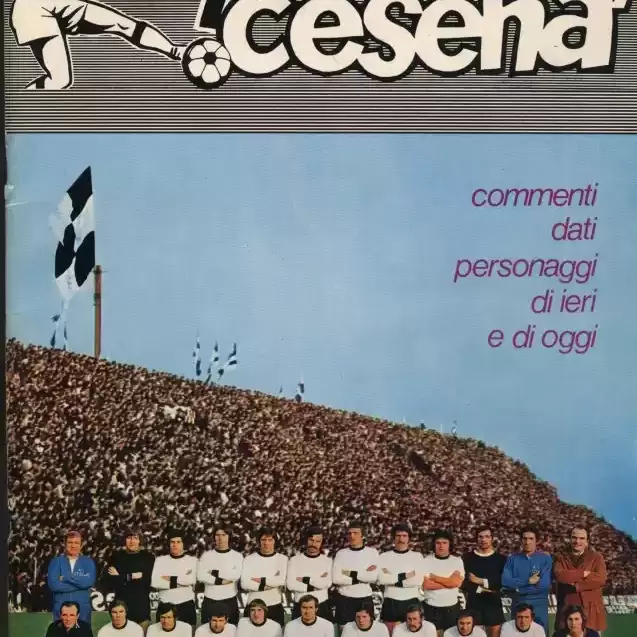 cesena
commenti
dati
personaggi
di ieri
e di oggi